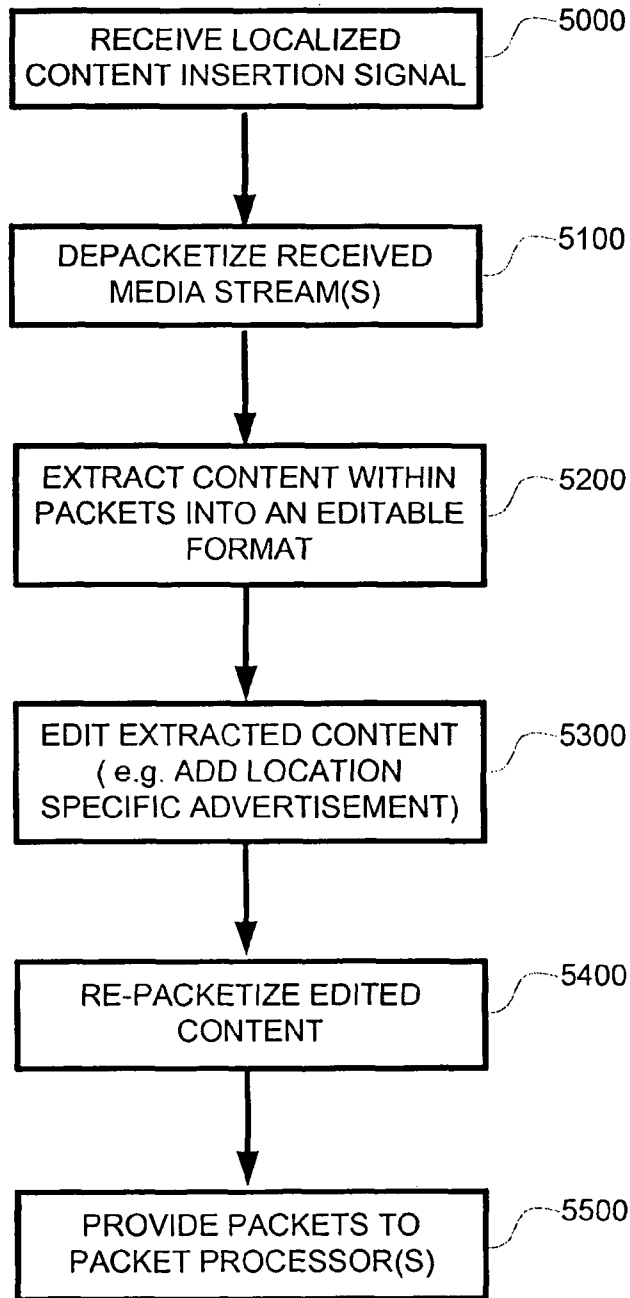 RECEIVE LOCALIZED
CONTENT INSERTION SIGNAL
5000
DEPACKETIZE RECEIVED
MEDIA STREAM(S)
5100
EXTRACT CONTENT WITHIN
PACKETS INTO AN EDITABLE
FORMAT
5200
EDIT EXTRACTED CONTENT
( e.g. ADD LOCATION
SPECIFIC ADVERTISEMENT)
5300
RE-PACKETIZE EDITED
CONTENT
5400
PROVIDE PACKETS TO
PACKET PROCESSOR(S)
5500